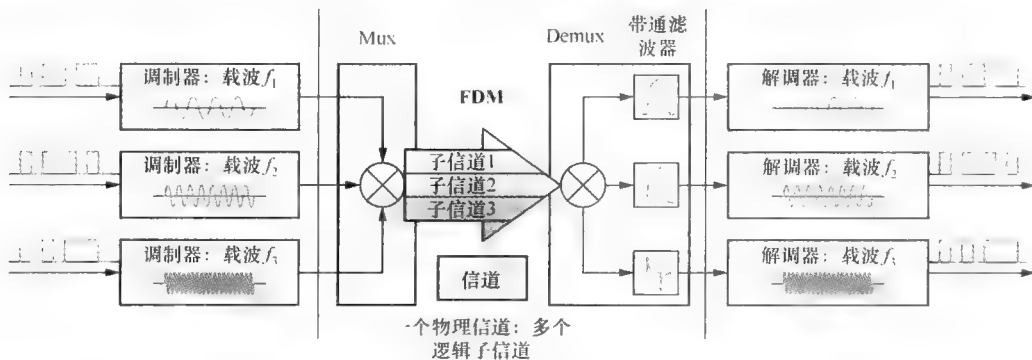 Mux
Demux
带通滤
波器
调制器：载波f1
调制器：载波f2
调制器：载波f3
FDM
子信道1
子信道2
子信道3
信道
一个物理信道：多个
逻辑子信道
解调器：载波f1
解调器：载波f2
解调器：载波f3